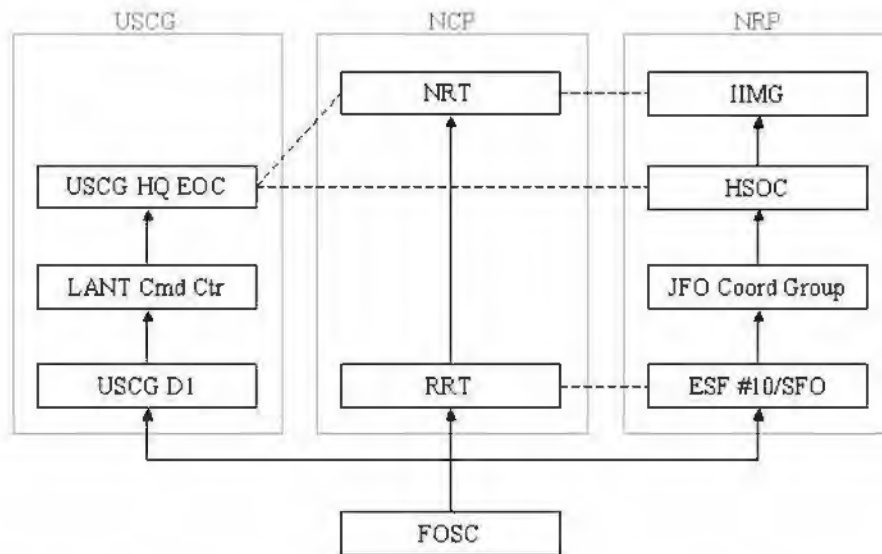 USCG
NCP
NRP
NRT
IIMG
USCG HQ EOC
HSOC
LANT Cmd Ctr
JFO Coord Group
USCG D1
RRT
ESF #10/SFO
FOSC